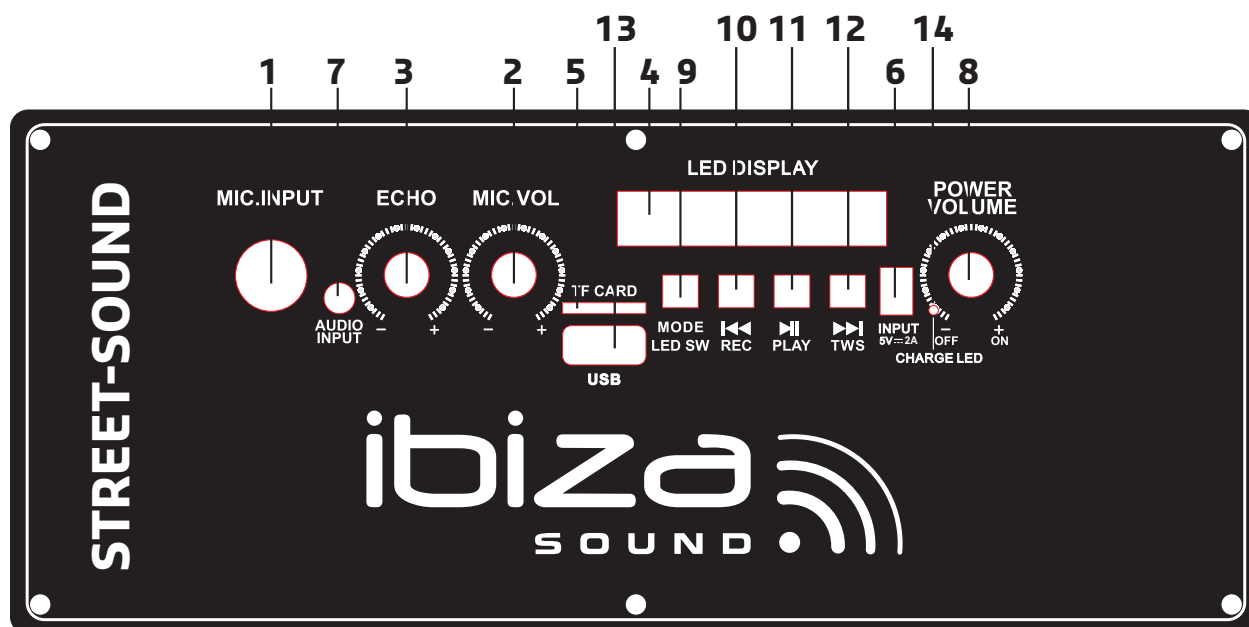 13 10 11 12 14
1 7 3 2 5 4 9 6 8
LED DISPLAY
MIC.INPUT ECHO MIC.VOL
POWER
VOLUME
TF CARD
AUDIO
INPUT
− +
− +
MODE
LED SW
REC
PLAY
TWS
INPUT
5V⎓2A
− +
OFF ON
CHARGE LED
USB
STREET-SOUND
ibiza
SOUND